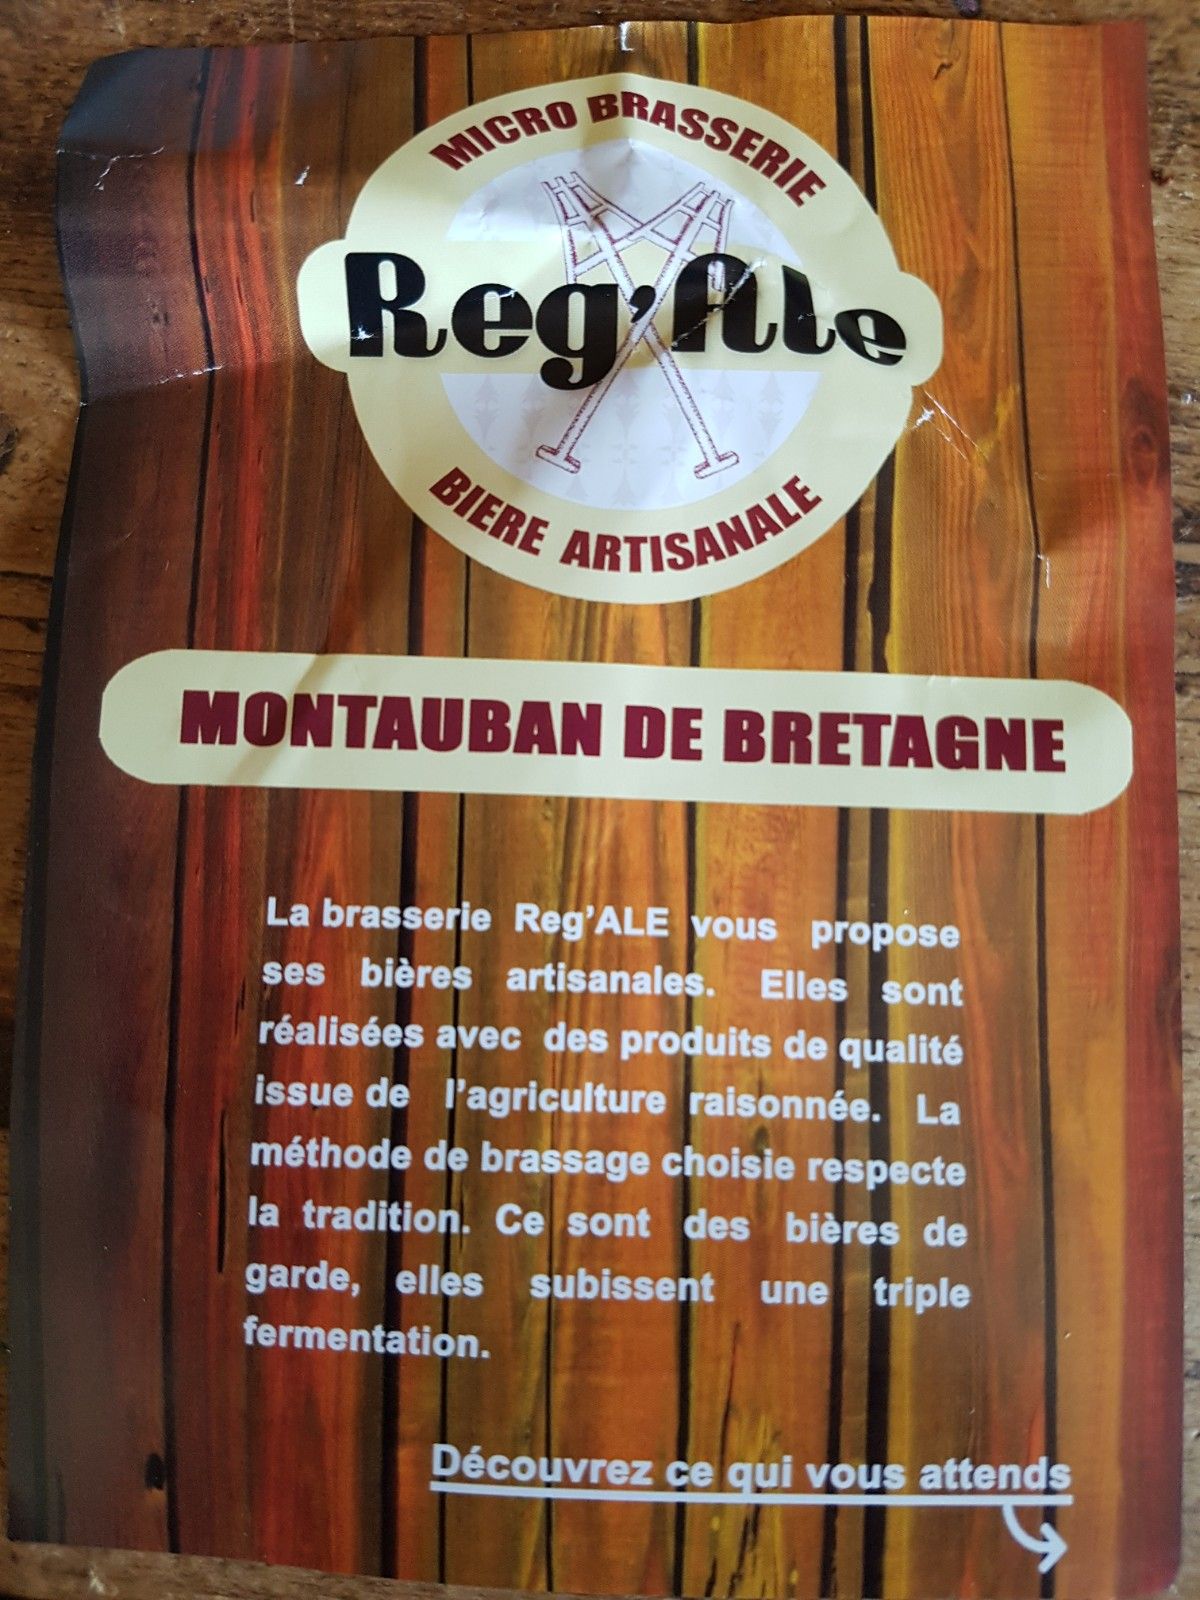 MICRO BRASSERIE
Reg'Ale
BIERE ARTISANALE
MONTAUBAN DE BRETAGNE
La brasserie Reg'ALE vous propose
ses bières artisanales. Elles sont
réalisées avec des produits de qualité
issue de l'agriculture raisonnée. La
méthode de brassage choisie respecte
la tradition. Ce sont des bières de
garde, elles subissent une triple
fermentation.
Découvrez ce qui vous attends